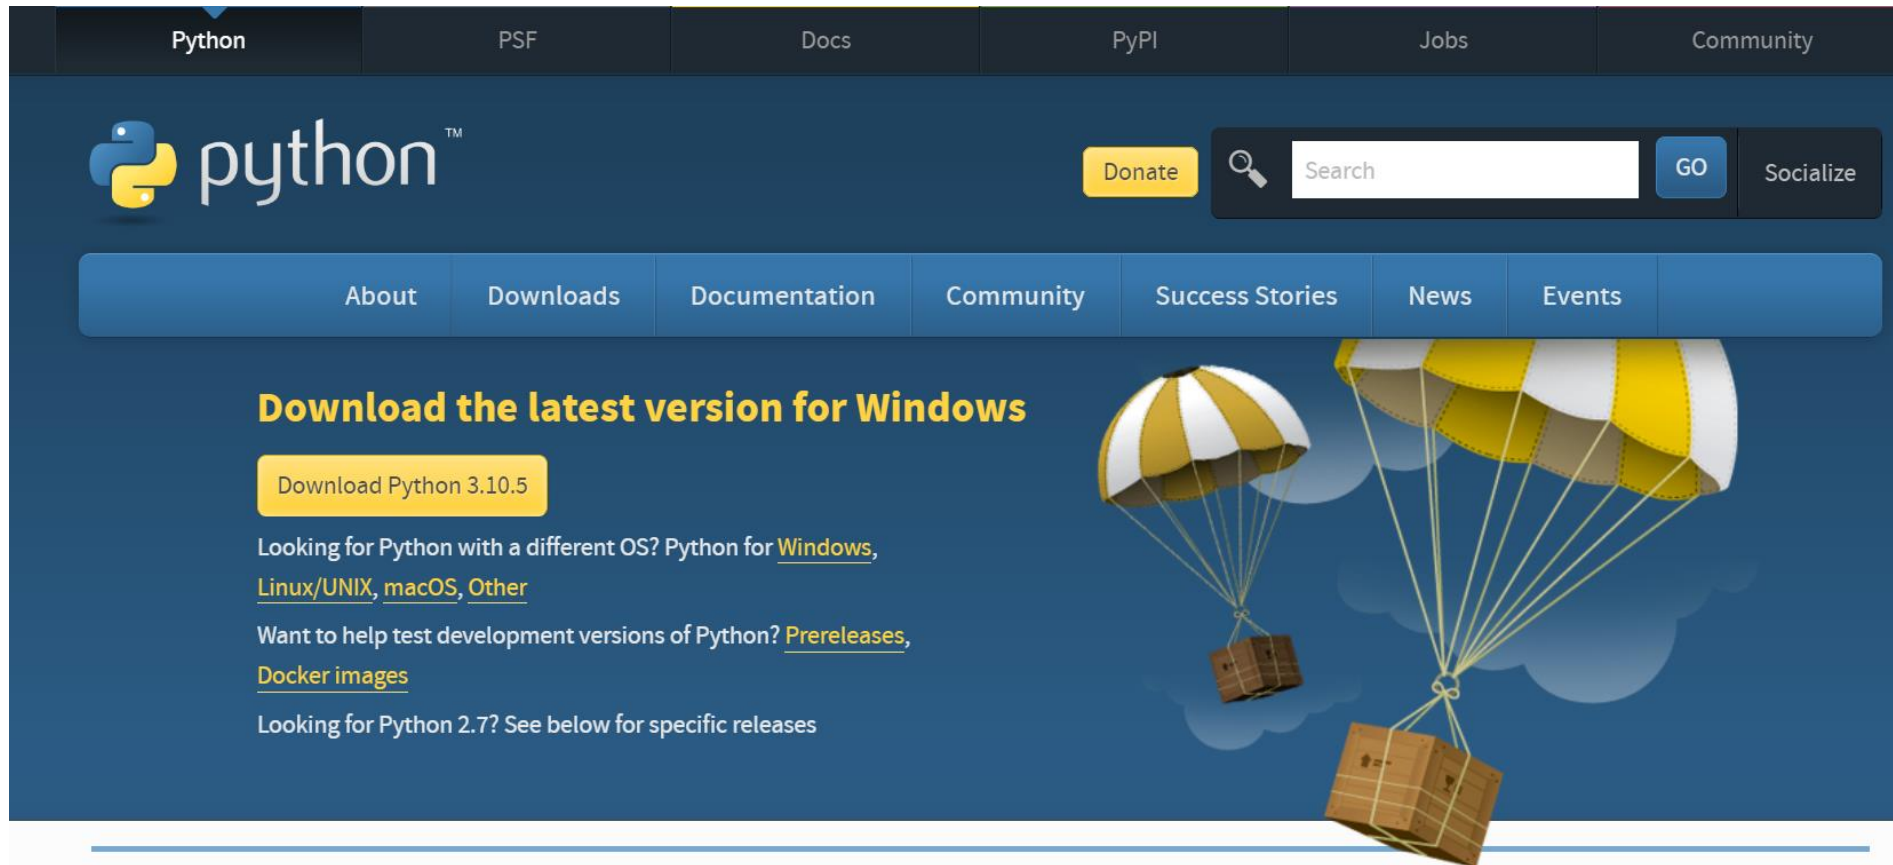 Python PSF Docs PyPI Jobs Community
python™
Donate Search GO Socialize
About Downloads Documentation Community Success Stories News Events
Download the latest version for Windows
Download Python 3.10.5
Looking for Python with a different OS? Python for Windows,
Linux/UNIX, macOS, Other
Want to help test development versions of Python? Prereleases,
Docker images
Looking for Python 2.7? See below for specific releases